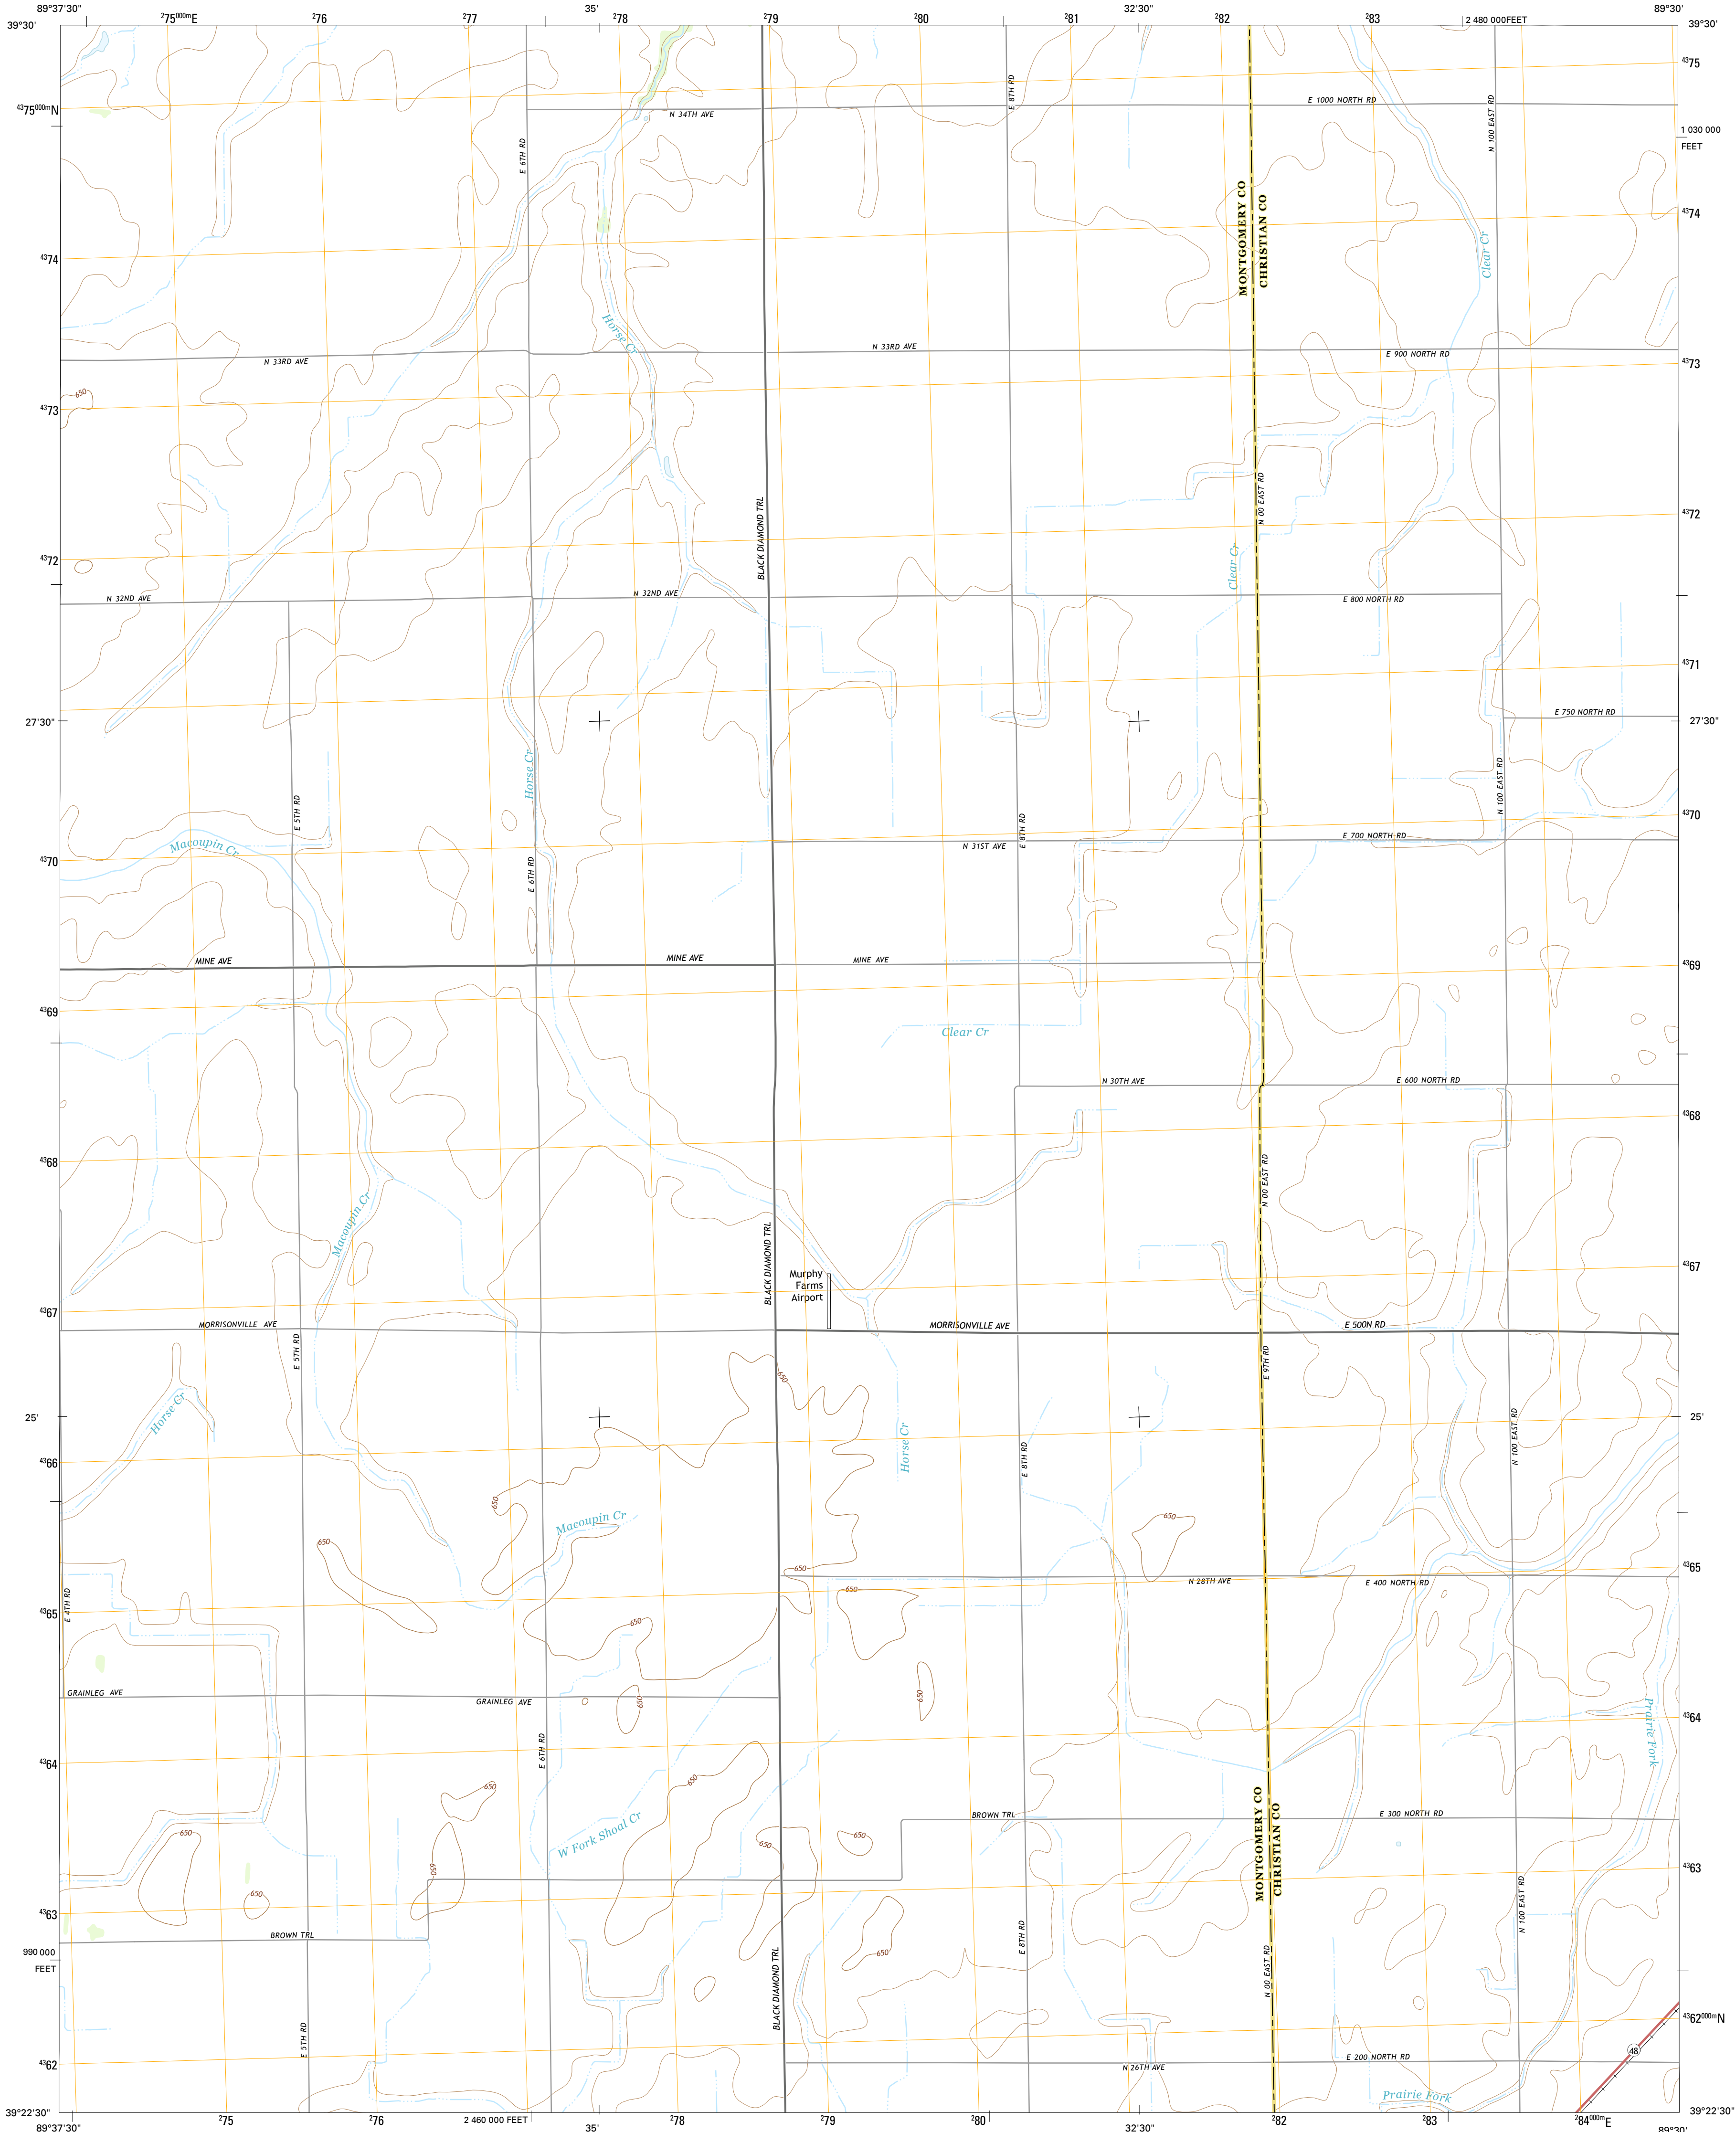 89°37'30"
²75⁰⁰⁰ᵐE
²76
²77
35'
²78
²79
²80
²81
32'30"
²82
²83
2 480 000FEET
89°30'
39°30'
39°30'
⁴³75
⁴³75⁰⁰⁰ᵐN
N 34TH AVE
E 8TH RD
E 1000 NORTH RD
N 100 EAST RD
1 030 000
FEET
E 6TH RD
MONTGOMERY CO
CHRISTIAN CO
⁴³74
Clear Cr
⁴³74
Horse Cr
N 33RD AVE
N 33RD AVE
E 900 NORTH RD
⁴³73
650
⁴³73
BLACK DIAMOND TRL
N 00 EAST RD
⁴³72
⁴³72
Clear Cr
N 32ND AVE
N 32ND AVE
E 800 NORTH RD
⁴³71
E 750 NORTH RD
27'30"
27'30"
Horse Cr
N 100 EAST RD
E 5TH RD
⁴³70
E 8TH RD
E 700 NORTH RD
N 31ST AVE
Macoupin Cr
⁴³70
E 6TH RD
MINE AVE
MINE AVE
MINE AVE
⁴³69
⁴³69
Clear Cr
N 30TH AVE
E 600 NORTH RD
⁴³68
⁴³68
N 00 EAST RD
Macoupin Cr
BLACK DIAMOND TRL
Murphy
Farms
Airport
⁴³67
⁴³67
MORRISONVILLE AVE
MORRISONVILLE AVE
E 500N RD
E 5TH RD
E 9TH RD
650
Horse Cr
25'
25'
Horse Cr
N 100 EAST RD
E 8TH RD
⁴³66
650
Macoupin Cr
650
650
650
⁴³65
N 28TH AVE
E 400 NORTH RD
650
E 4TH RD
⁴³65
650
GRAINLEG AVE
GRAINLEG AVE
650
650
Prairie Fork
⁴³64
E 6TH RD
⁴³64
650
650
BROWN TRL
E 300 NORTH RD
W Fork Shoal Cr
MONTGOMERY CO
CHRISTIAN CO
650
650
650
650
⁴³63
650
⁴³63
BROWN TRL
N 100 EAST RD
E 8TH RD
650
990 000
FEET
BLACK DIAMOND TRL
N 00 EAST RD
⁴³62⁰⁰⁰ᵐN
E 5TH RD
48
⁴³62
N 26TH AVE
E 200 NORTH RD
Prairie Fork
39°22'30"
39°22'30"
²75
²76
2 460 000 FEET
35'
²78
²79
²80
32'30"
²82
²83
²84⁰⁰⁰ᵐE
89°37'30"
89°30'